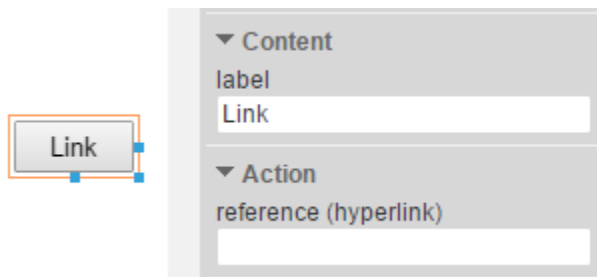 Link
Content
label
Link
Action
reference (hyperlink)